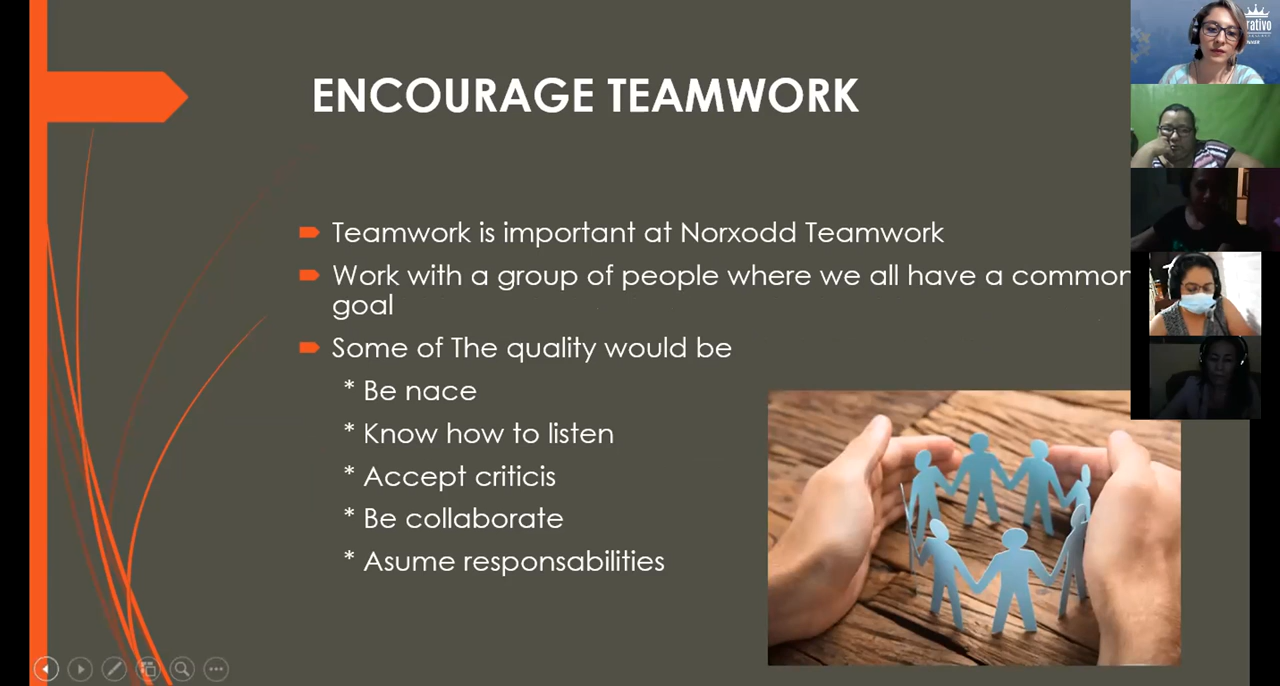 ENCOURAGE TEAMWORK
Teamwork is important at Norxodd Teamwork
Work with a group of people where we all have a common
goal
Some of The quality would be
* Be nace
* Know how to listen
* Accept criticis
* Be collaborate
* Asume responsabilities
rativo